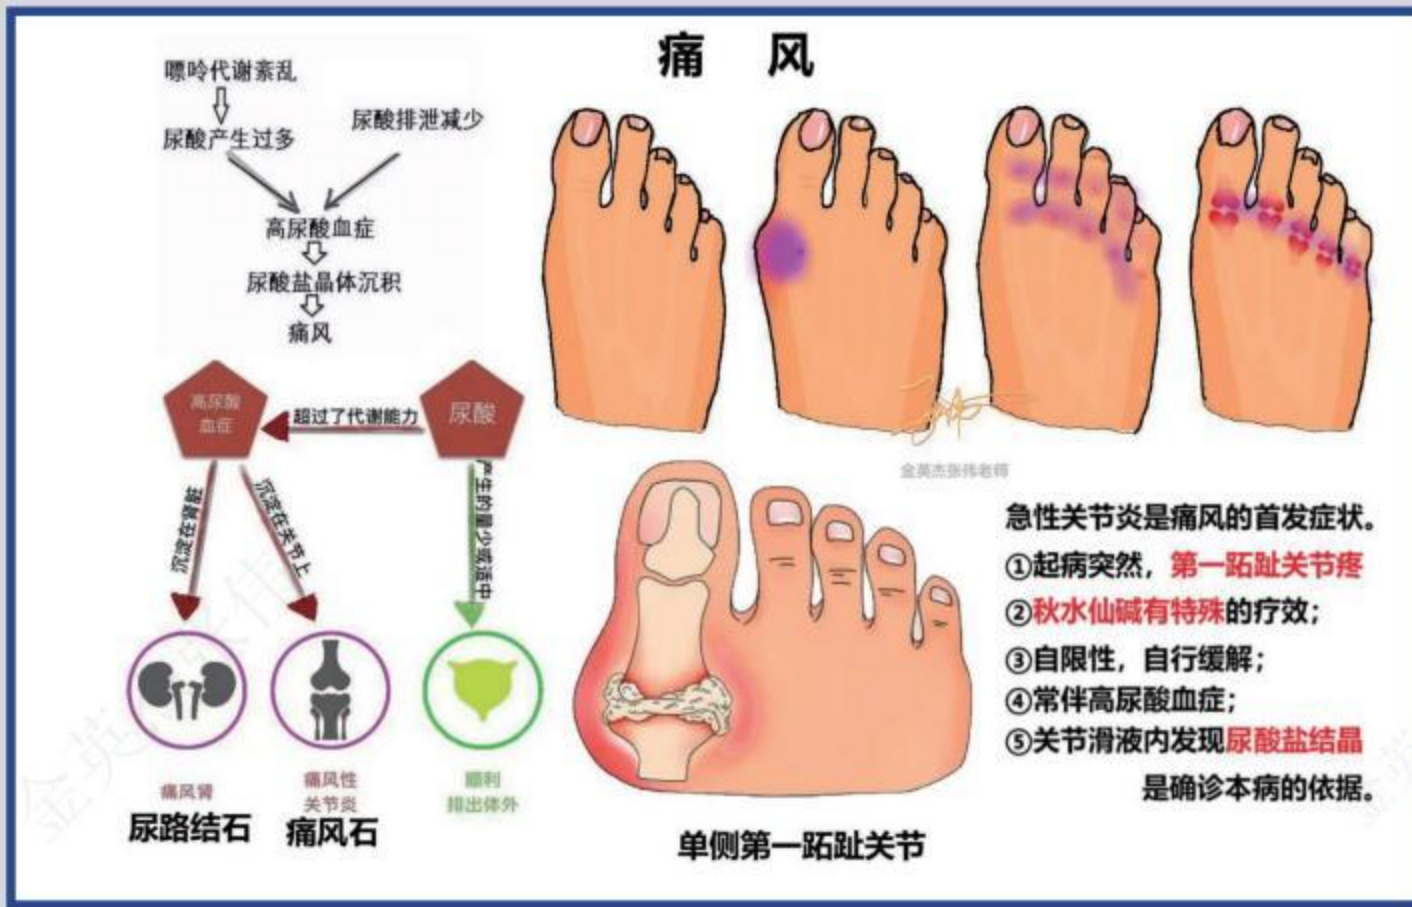 痛 风
嘌呤代谢紊乱
尿酸产生过多
尿酸排泄减少
高尿酸血症
尿酸盐晶体沉积
痛风
高尿酸
血症
超过了代谢能力
尿酸
沉淀在肾脏
沉淀在关节上
产生的量少或适中
痛风肾
尿路结石
痛风性
关节炎
痛风石
顺利
排出体外
金英杰张伟老师
单侧第一跖趾关节
急性关节炎是痛风的首发症状。
①起病突然，第一跖趾关节疼
②秋水仙碱有特殊的疗效；
③自限性，自行缓解；
④常伴高尿酸血症；
⑤关节滑液内发现尿酸盐结晶
是确诊本病的依据。